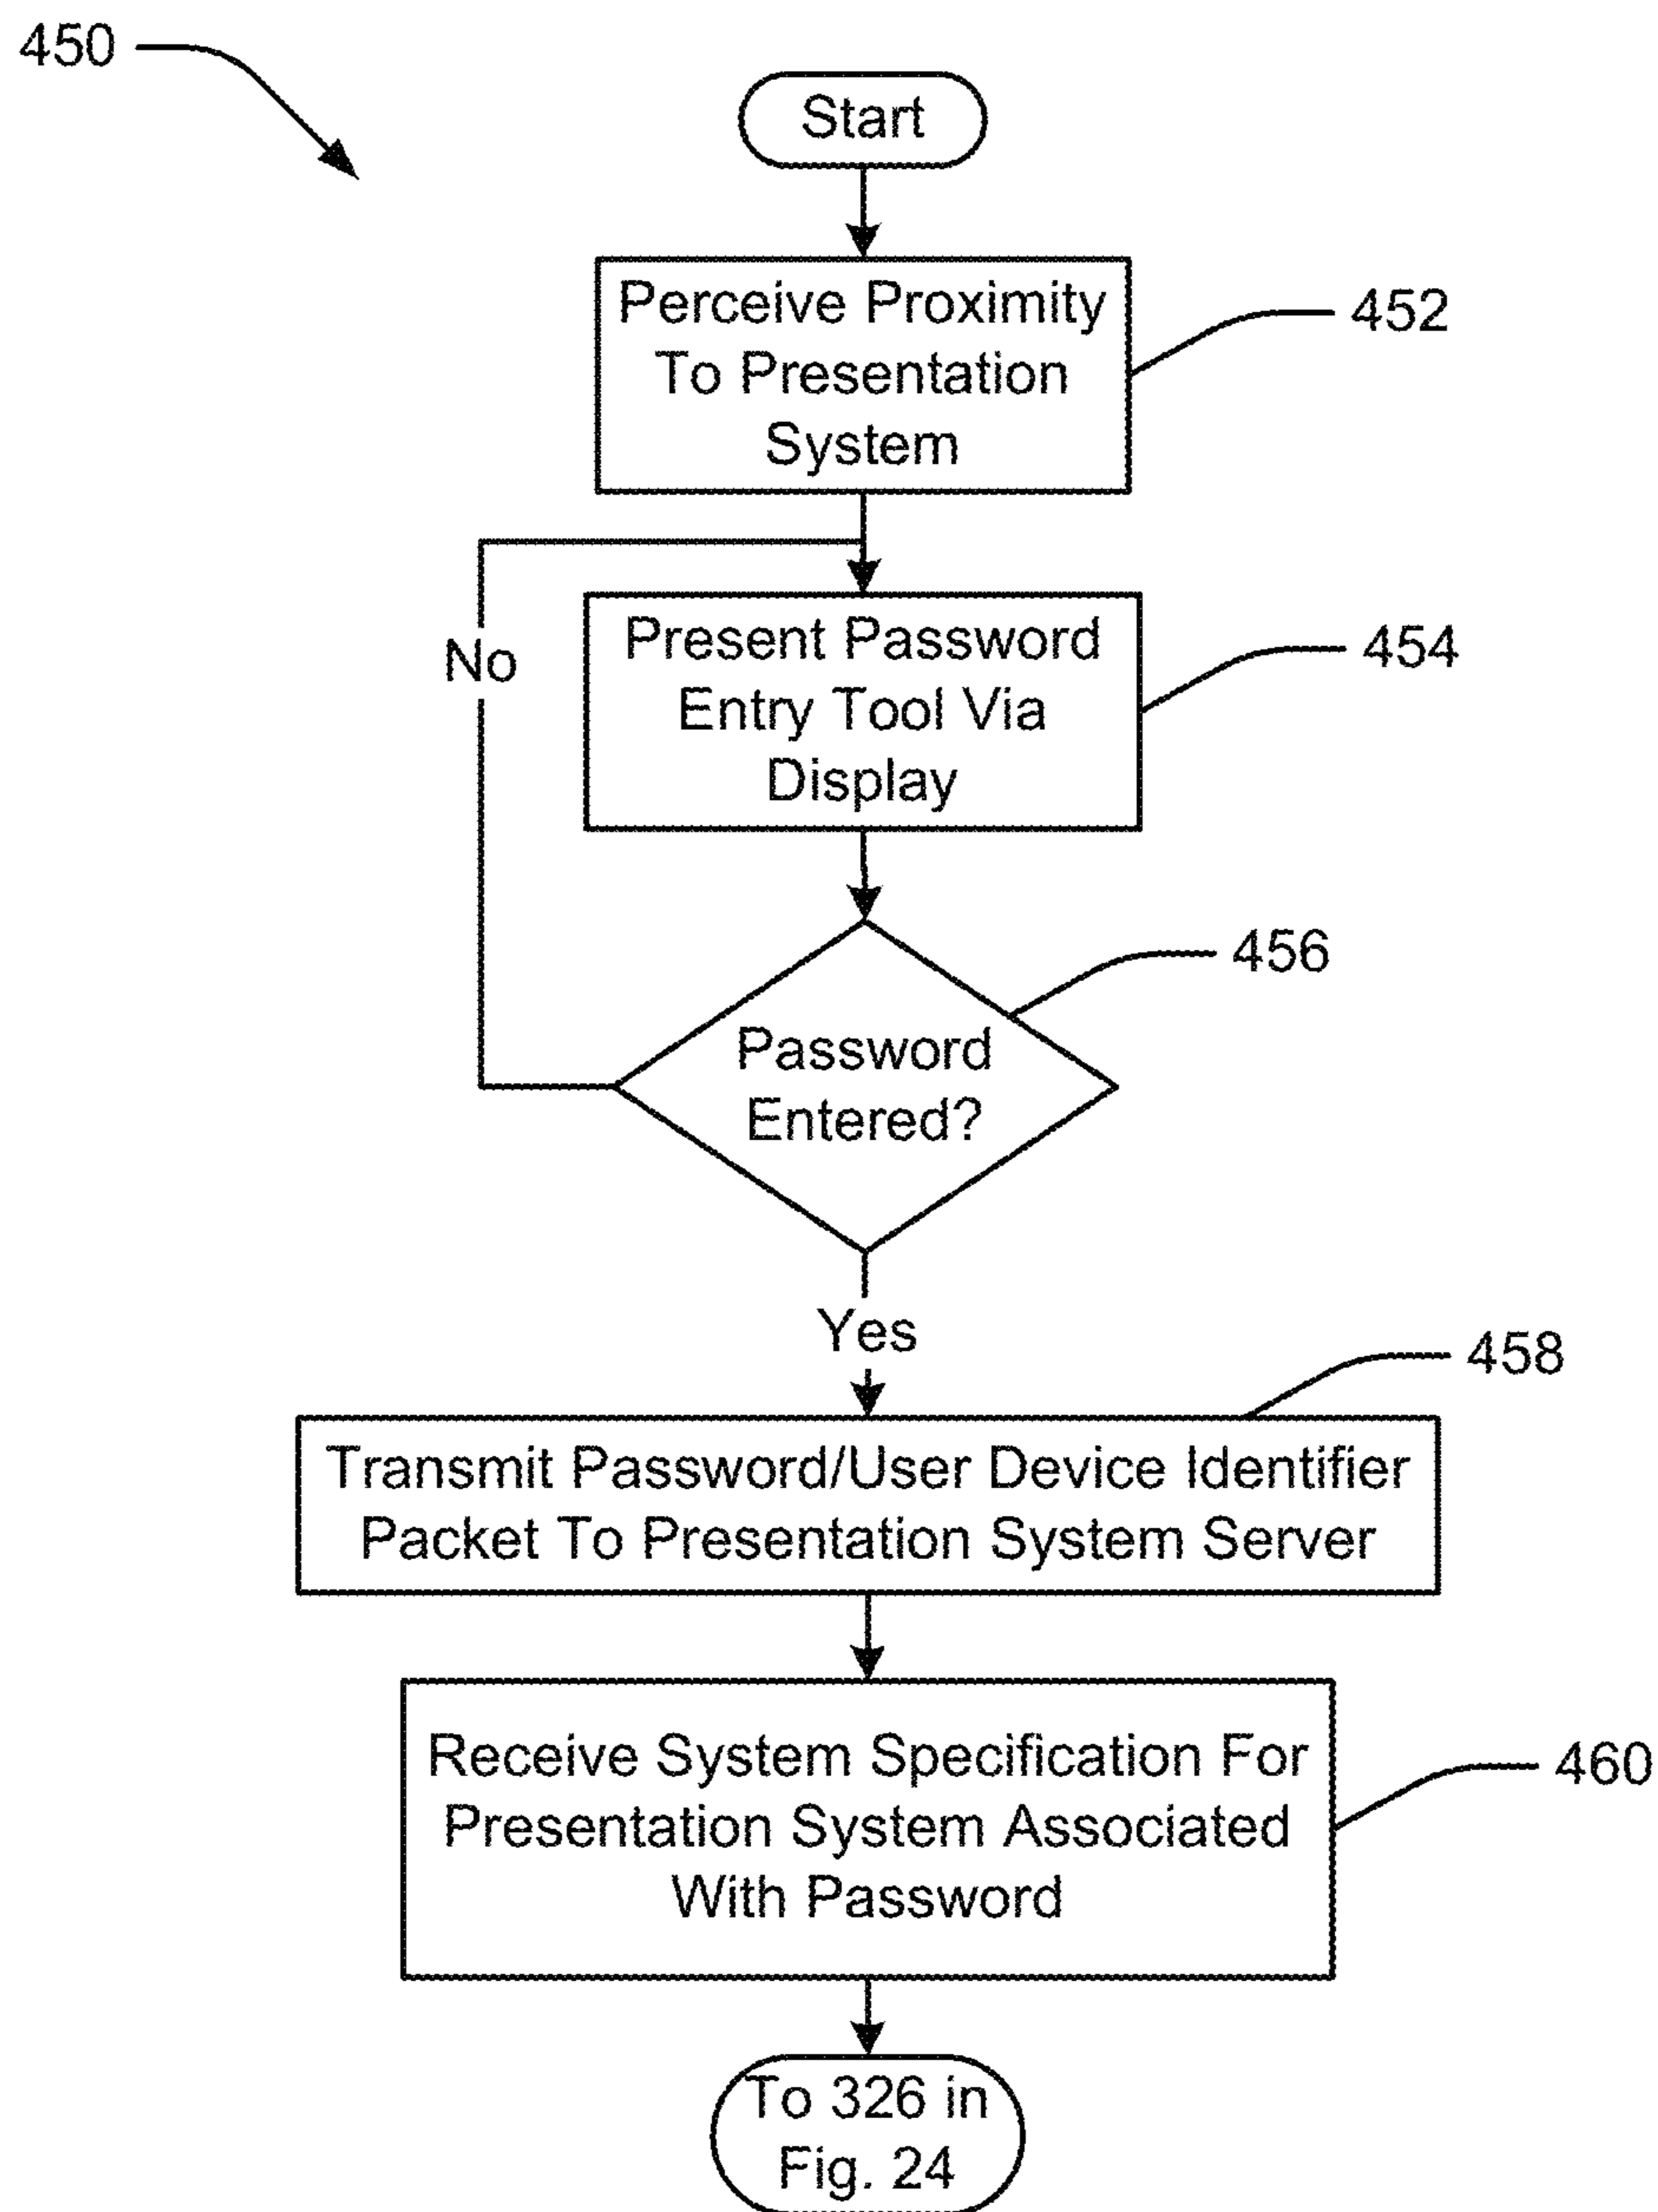 450
Start
Perceive Proximity
To Presentation
System
452
No
Present Password
Entry Tool Via
Display
454
456
Password
Entered?
Yes
458
Transmit Password/User Device Identifier
Packet To Presentation System Server
Receive System Specification For
Presentation System Associated
With Password
460
To 326 in
Fig. 24